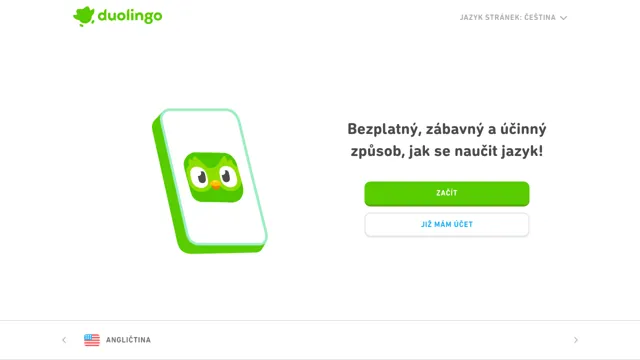 duolingo
JAZYK STRÁNEK: ČEŠTINA
Bezplatný, zábavný a účinný
způsob, jak se naučit jazyk!
ZAČÍT
JIŽ MÁM ÚČET
ANGLIČTINA